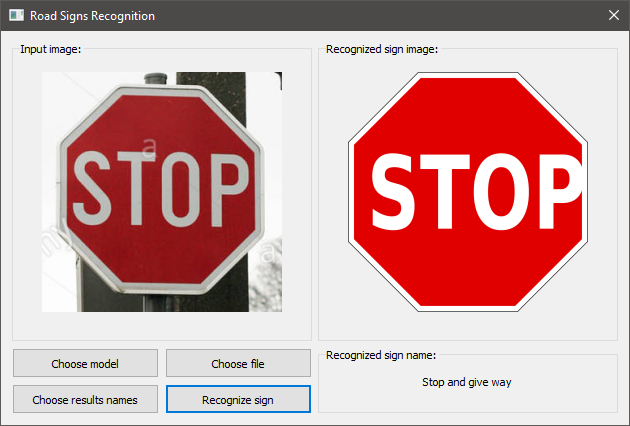 Road Signs Recognition
Input image:
STOP
a
a
Recognized sign image:
STOP
Choose model
Choose file
Choose results names
Recognize sign
Recognized sign name:
Stop and give way